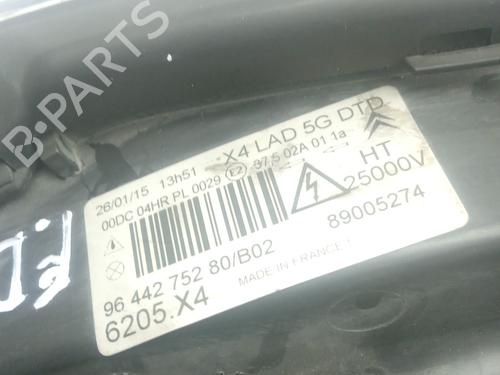 B-PARTS
X4 LAD 5G DTD
26/01/15 13h51
00DC 04HR PL 0029 E2 37.5 02A 01 1a
HT
25000V
89005274
96 442 752 80/B02
MADE IN FRANCE
6205.X4